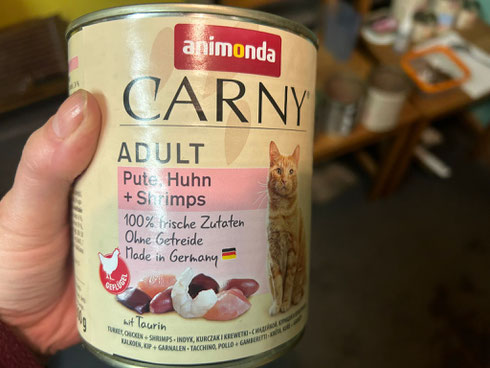 animonda
CARNY®
ADULT
Pute, Huhn
+ Shrimps
100% frische Zutaten
Ohne Getreide
Made in Germany
GEFLÜGEL
mit Taurin
TURKEY, CHICKEN + SHRIMPS • INDYK, KURCZAK I KREWETKI •
KALKOEN, KIP + GARNALEN • TACCHINO, POLLO + GAMBERETTI •